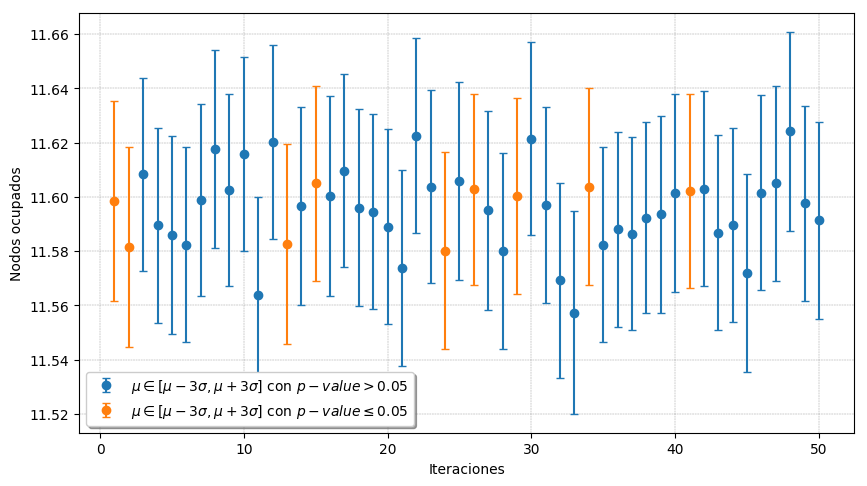 11.66
11.64
11.62
11.60
11.58
11.56
11.54
11.52
Nodos ocupados
μ ∈ [μ − 3σ, μ + 3σ] con p − value > 0.05
μ ∈ [μ − 3σ, μ + 3σ] con p − value ≤ 0.05
0 10 20 30 40 50
Iteraciones